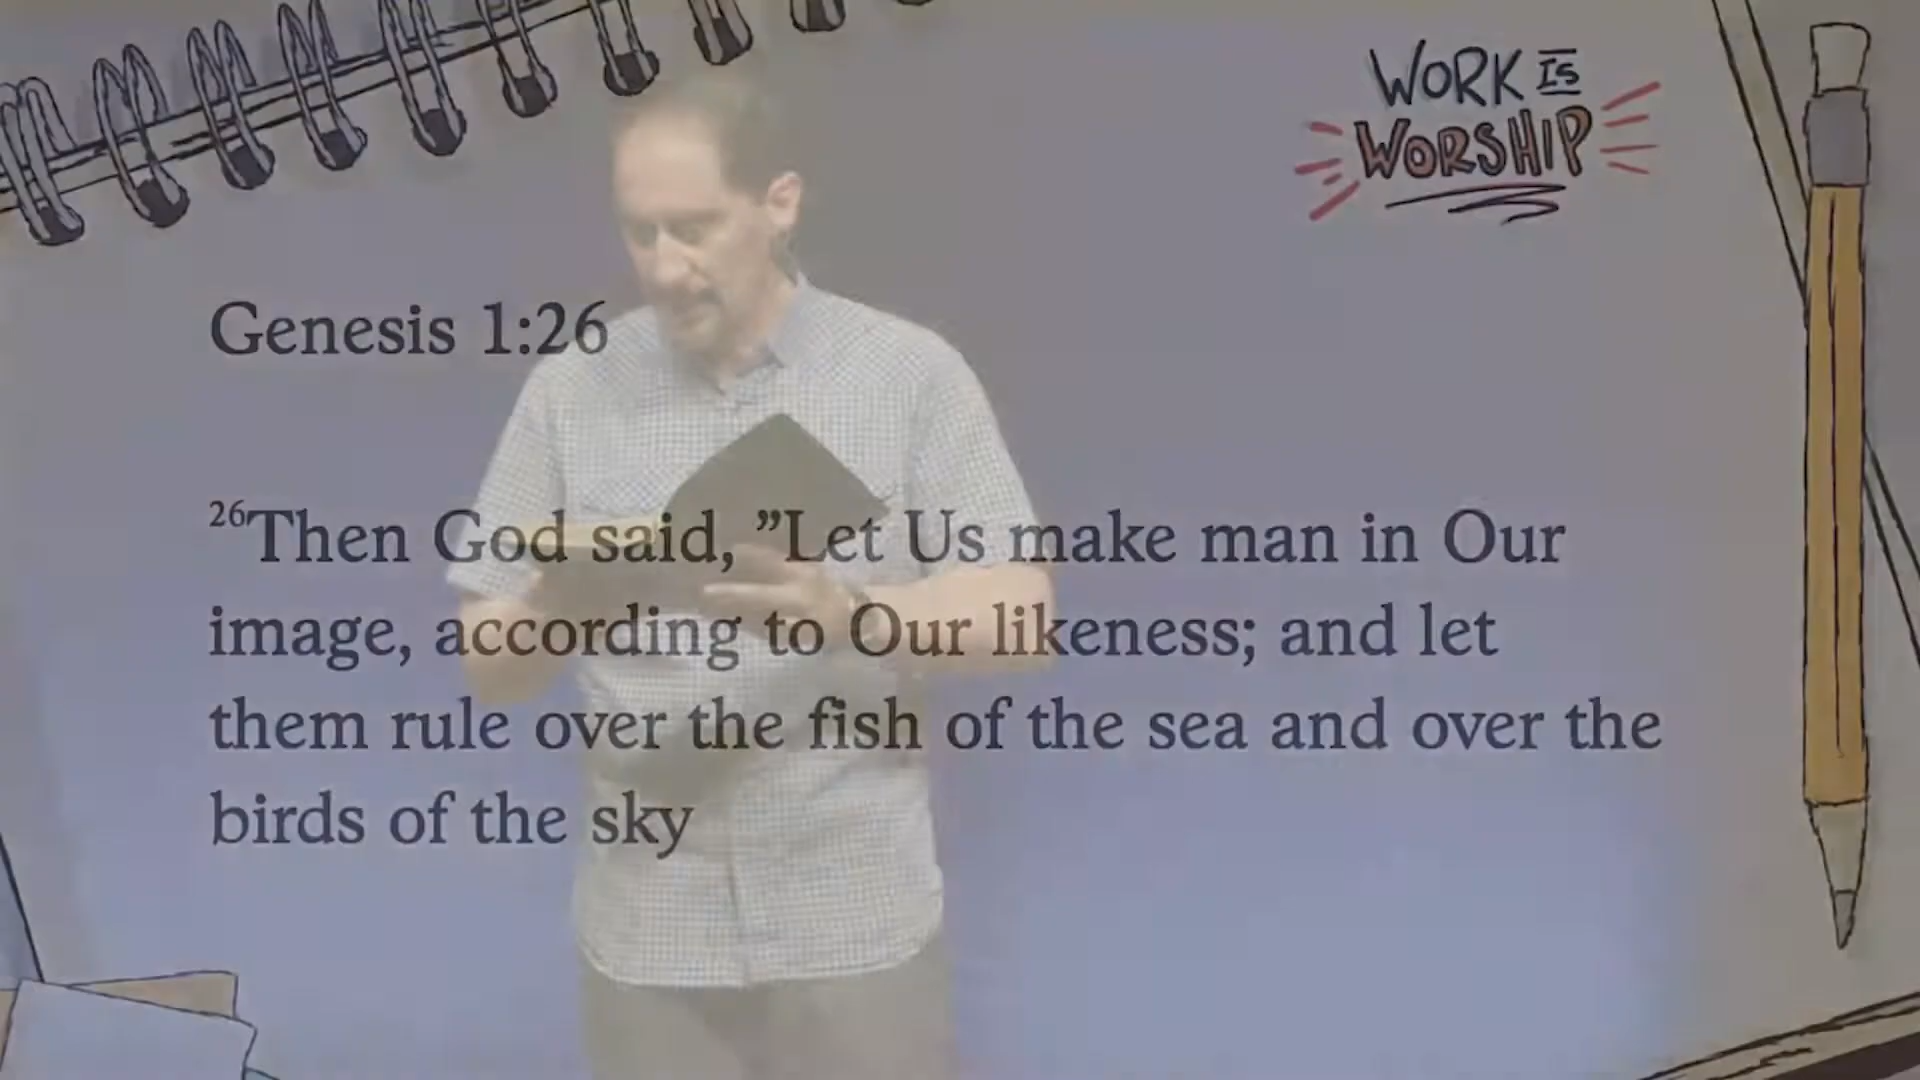 WORK IS
WORSHIP
Genesis 1:26
26Then God said, ”Let Us make man in Our
image, according to Our likeness; and let
them rule over the fish of the sea and over the
birds of the sky